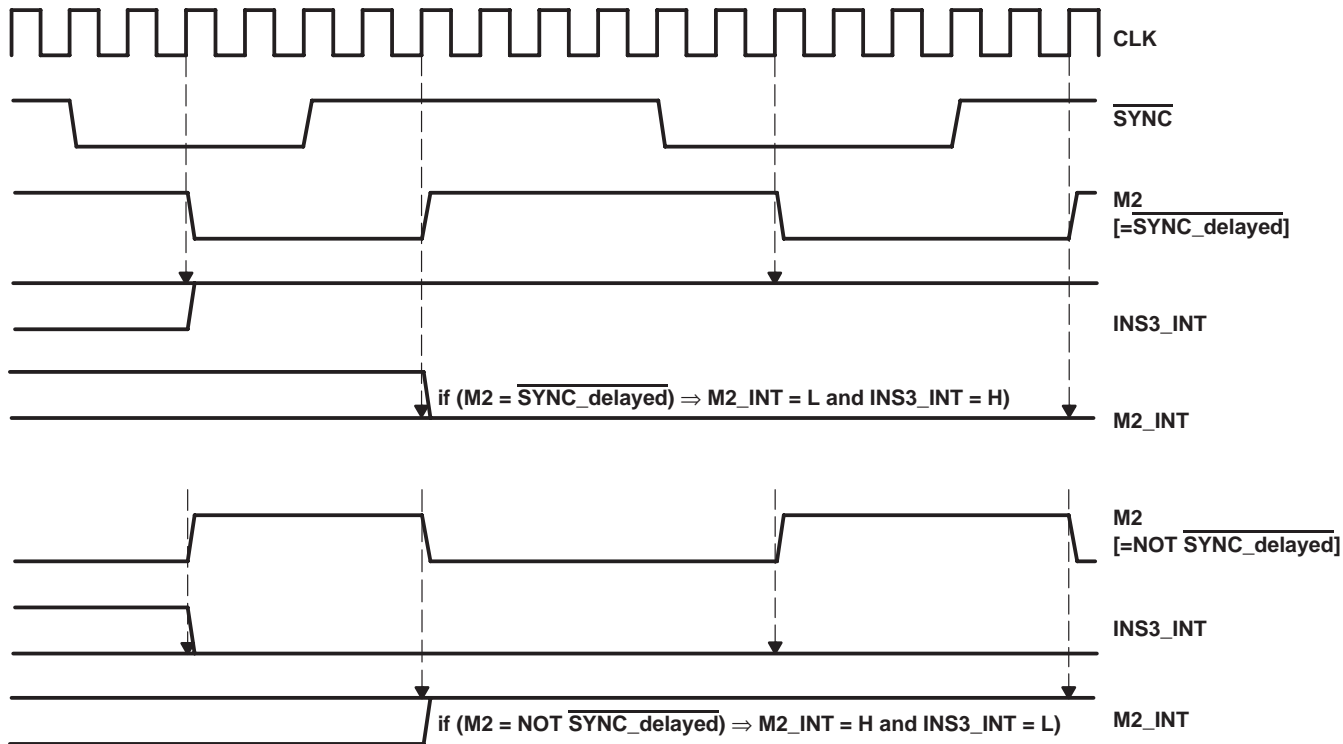 CLK
SYNC
M2
[=SYNC_delayed]
INS3_INT
if (M2 = SYNC_delayed) ⇒ M2_INT = L and INS3_INT = H)
M2_INT
M2
[=NOT SYNC_delayed]
INS3_INT
if (M2 = NOT SYNC_delayed) ⇒ M2_INT = H and INS3_INT = L)
M2_INT